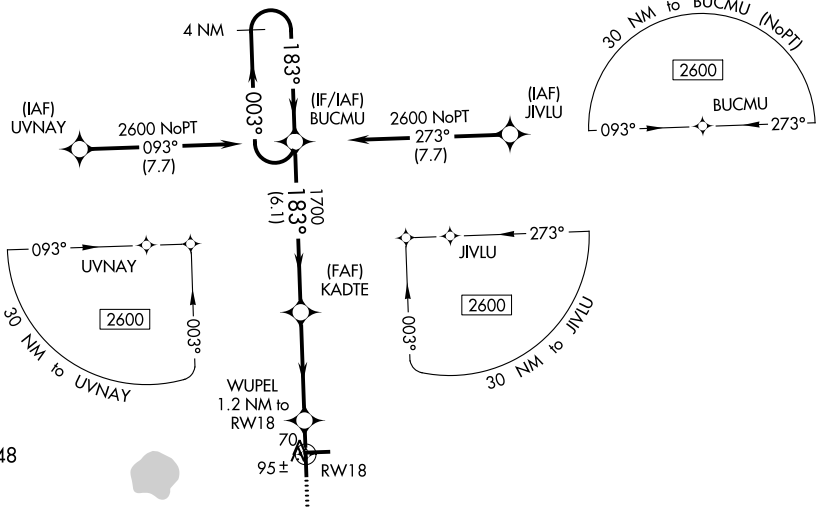 4 NM
183°
003°
(IAF)
UVNAY
2600 NoPT
093°
(7.7)
(IF/IAF)
BUCMU
2600 NoPT
273°
(7.7)
(IAF)
JIVLU
30 NM to BUCMU (NoPT)
2600
BUCMU
093°
273°
1700
183°
(6.1)
093°
UVNAY
2600
003°
30 NM to UVNAY
(FAF)
KADTE
273°
JIVLU
2600
003°
30 NM to JIVLU
WUPEL
1.2 NM to
RW18
70
95±
RW18
48